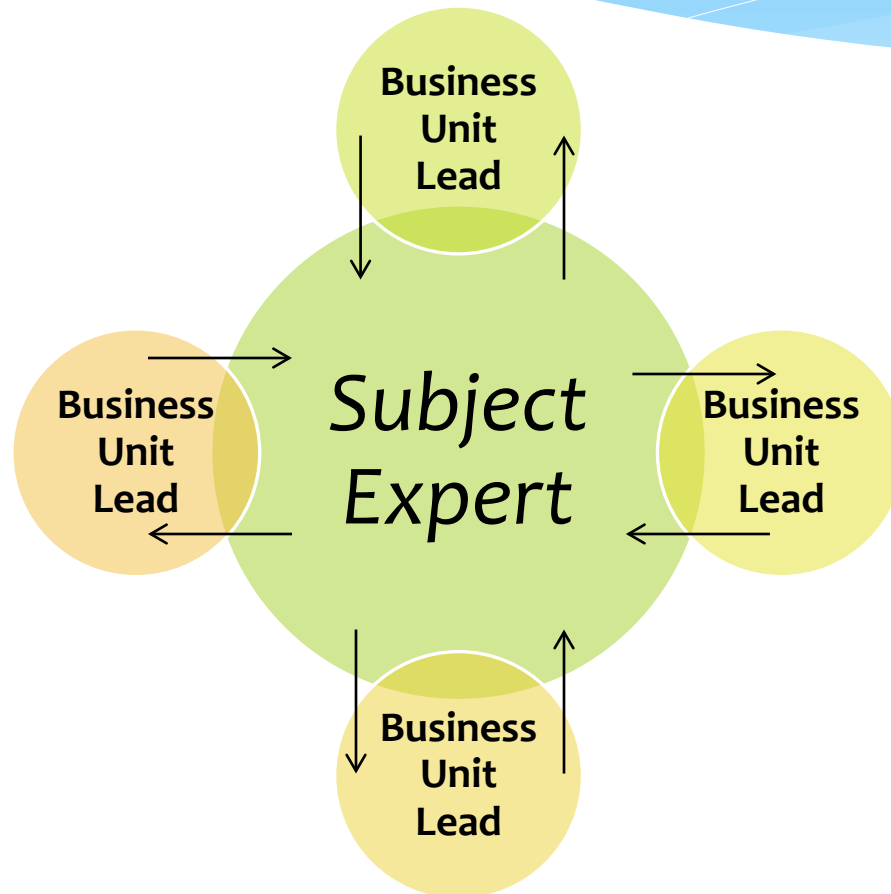 Business
Unit
Lead
Business
Unit
Lead
Subject
Expert
Business
Unit
Lead
Business
Unit
Lead